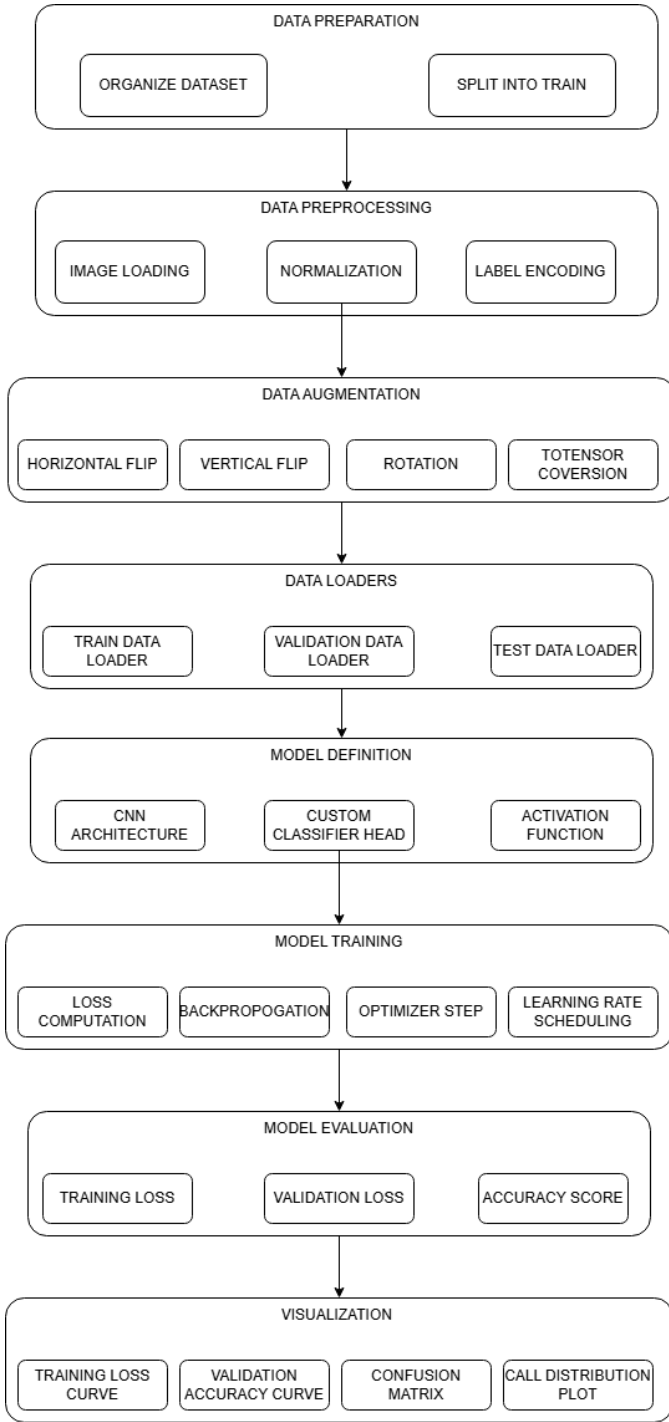 DATA PREPARATION
ORGANIZE DATASET
SPLIT INTO TRAIN
DATA PREPROCESSING
IMAGE LOADING
NORMALIZATION
LABEL ENCODING
DATA AUGMENTATION
HORIZONTAL FLIP
VERTICAL FLIP
ROTATION
TOTENSOR
COVERSION
DATA LOADERS
TRAIN DATA
LOADER
VALIDATION DATA
LOADER
TEST DATA LOADER
MODEL DEFINITION
CNN
ARCHITECTURE
CUSTOM
CLASSIFIER HEAD
ACTIVATION
FUNCTION
MODEL TRAINING
LOSS
COMPUTATION
BACKPROPOGATION
OPTIMIZER STEP
LEARNING RATE
SCHEDULING
MODEL EVALUATION
TRAINING LOSS
VALIDATION LOSS
ACCURACY SCORE
VISUALIZATION
TRAINING LOSS
CURVE
VALIDATION
ACCURACY CURVE
CONFUSION
MATRIX
CALL DISTRIBUTION
PLOT